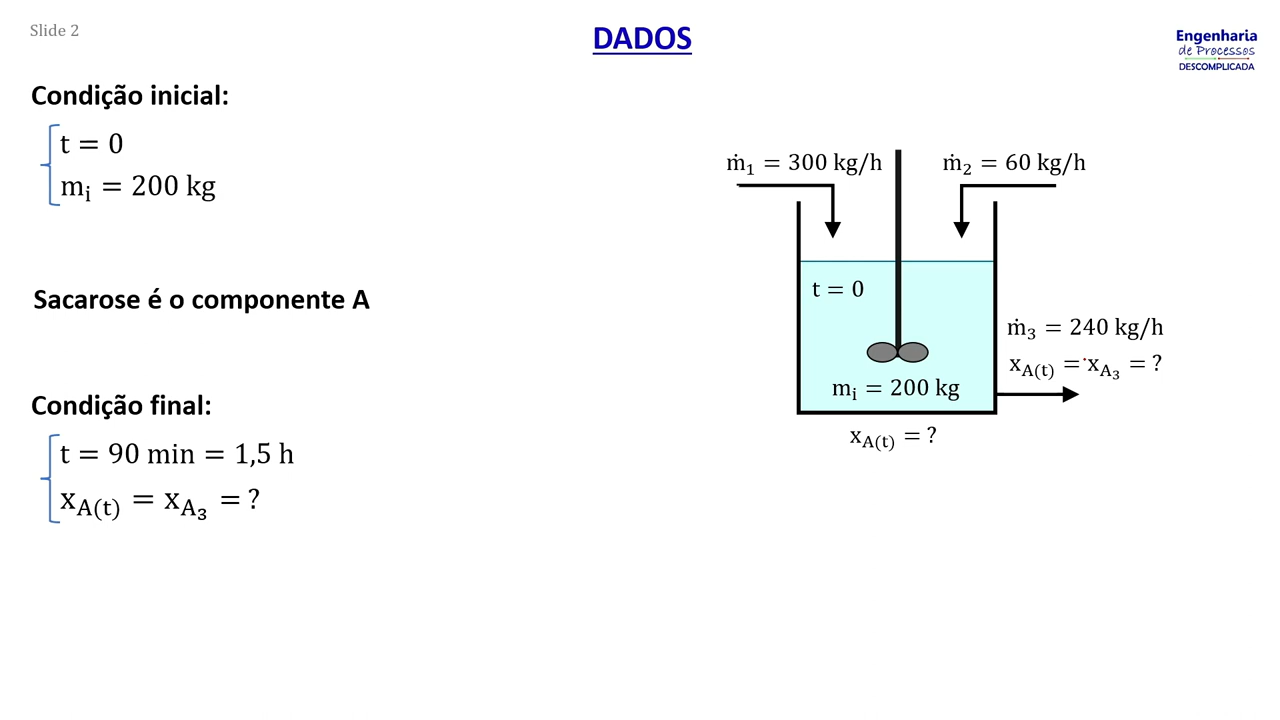 Slide 2
DADOS
Engenharia
de Processos
DESCOMPLICADA
Condição inicial:
t = 0
mᵢ = 200 kg
Sacarose é o componente A
Condição final:
t = 90 min = 1,5 h
x_A(t) = x_A₃ = ?
ṁ₁ = 300 kg/h
ṁ₂ = 60 kg/h
t = 0
ṁ₃ = 240 kg/h
x_A(t) = x_A₃ = ?
mᵢ = 200 kg
x_A(t) = ?